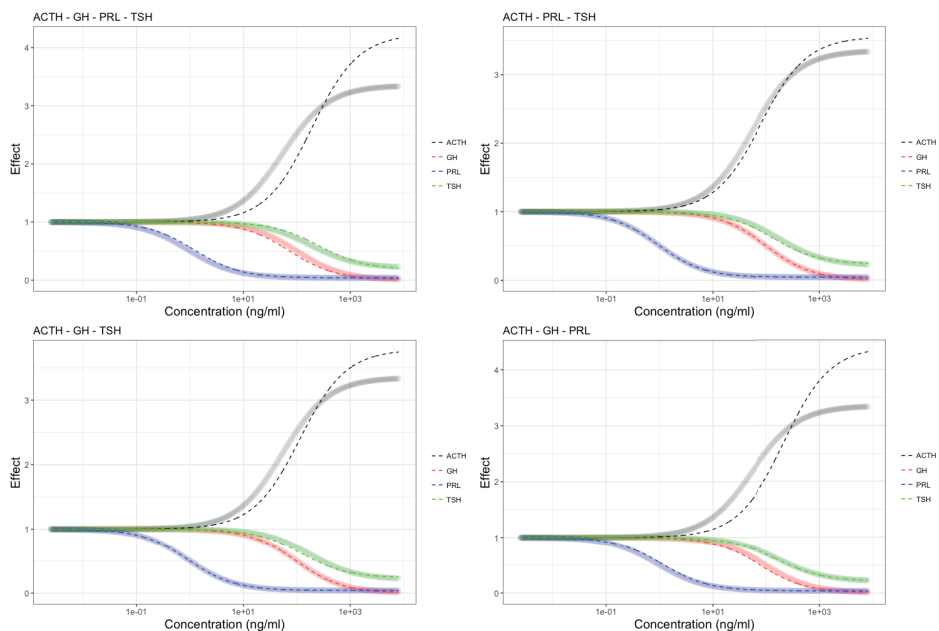 ACTH - GH - PRL - TSH
4
3
2
1
0
Effect
1e-01
1e+01
1e+03
Concentration (ng/ml)
ACTH
GH
PRL
TSH
ACTH - PRL - TSH
3
2
1
0
Effect
1e-01
1e+01
1e+03
Concentration (ng/ml)
ACTH
GH
PRL
TSH
ACTH - GH - TSH
3
2
1
0
Effect
1e-01
1e+01
1e+03
Concentration (ng/ml)
ACTH
GH
PRL
TSH
ACTH - GH - PRL
4
3
2
1
0
Effect
1e-01
1e+01
1e+03
Concentration (ng/ml)
ACTH
GH
PRL
TSH